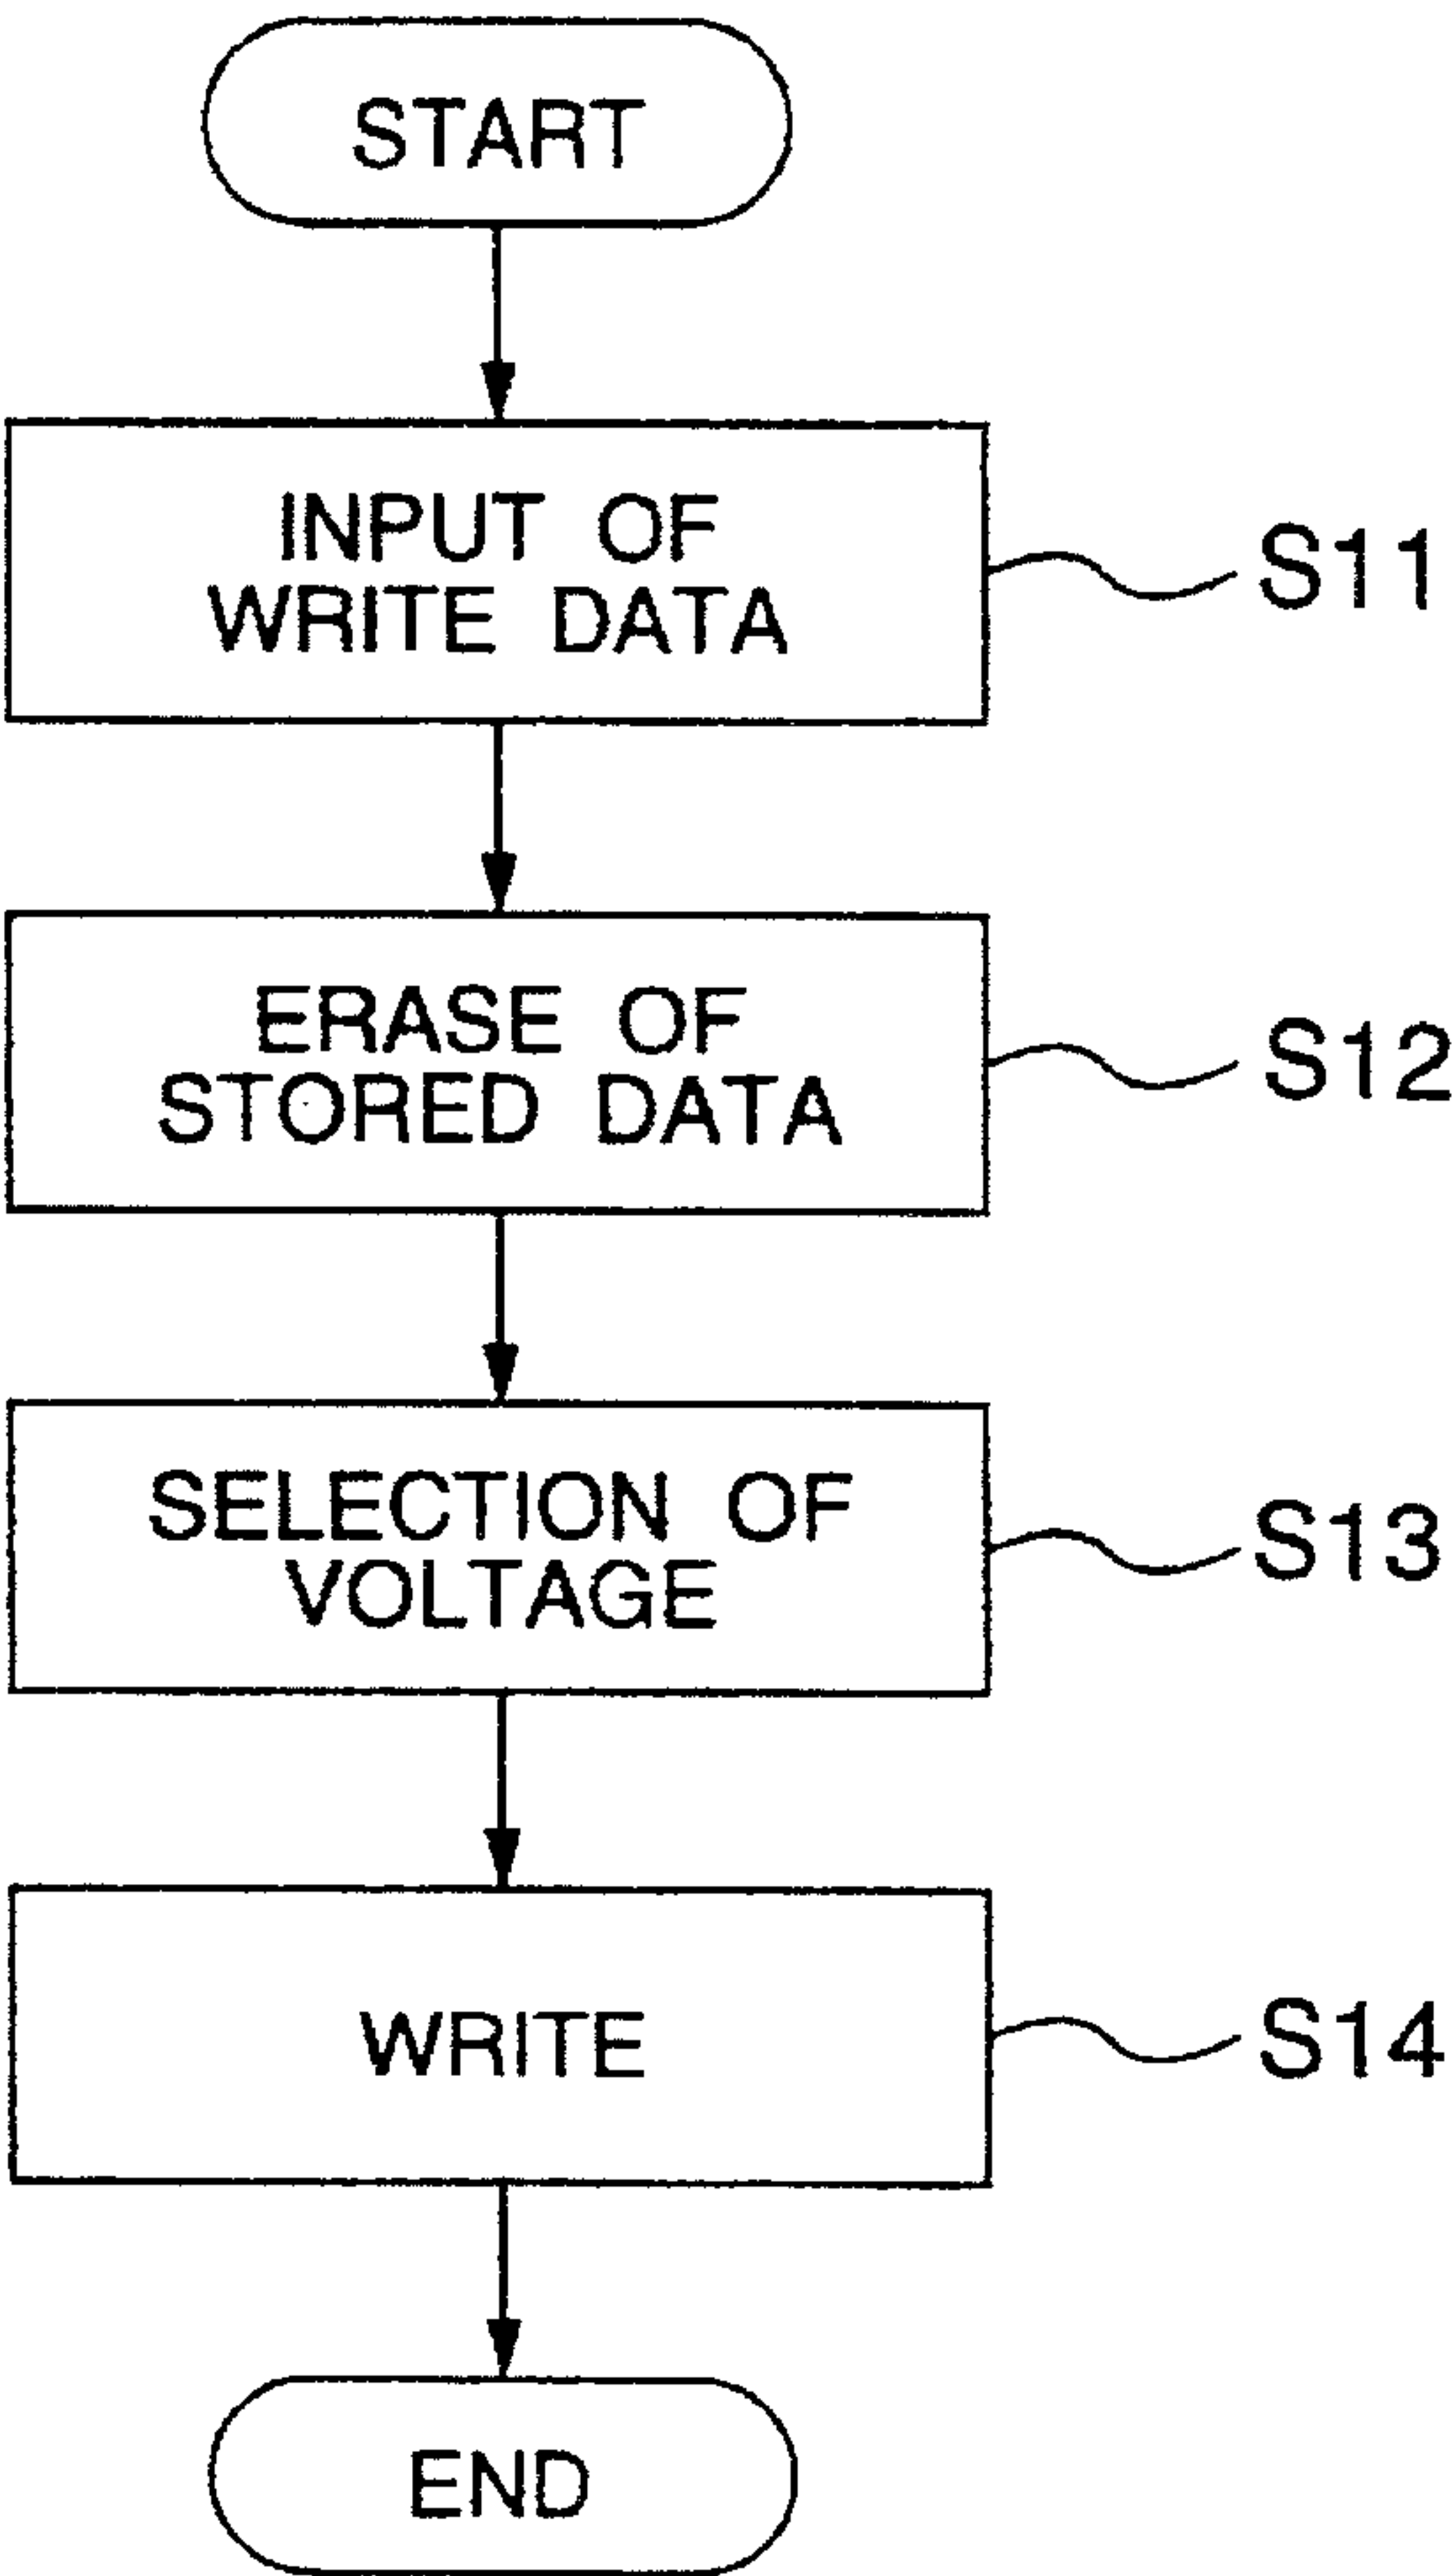 START
INPUT OF
WRITE DATA
S11
ERASE OF
STORED DATA
S12
SELECTION OF
VOLTAGE
S13
WRITE
S14
END